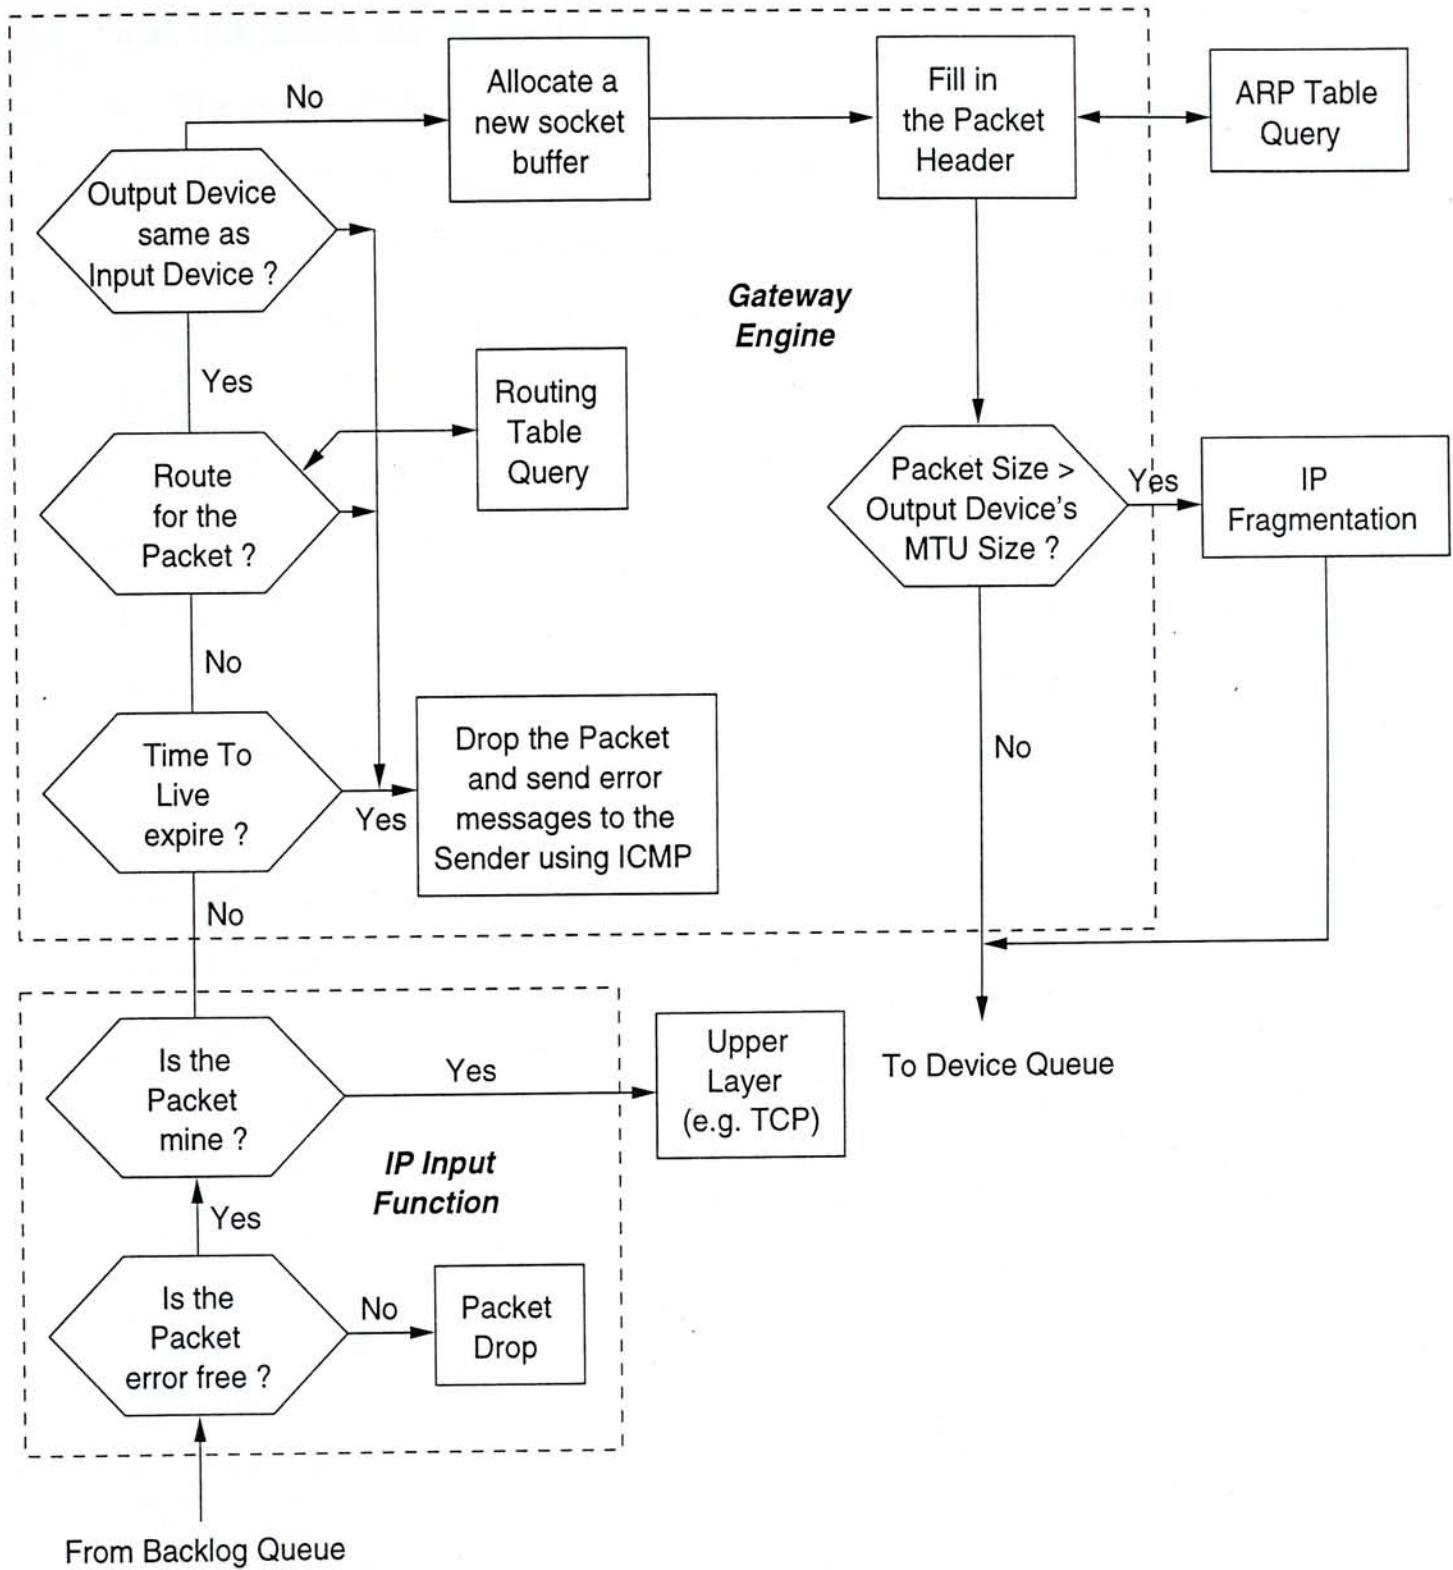 No
Allocate a
new socket
buffer
Fill in
the Packet
Header
ARP Table
Query
Output Device
same as
Input Device ?
Gateway
Engine
Yes
Routing
Table
Query
Route
for the
Packet ?
Packet Size >
Output Device's
MTU Size ?
Yes
IP
Fragmentation
No
Time To
Live
expire ?
Yes
Drop the Packet
and send error
messages to the
Sender using ICMP
No
No
Is the
Packet
mine ?
Yes
Upper
Layer
(e.g. TCP)
To Device Queue
IP Input
Function
Yes
Is the
Packet
error free ?
No
Packet
Drop
From Backlog Queue